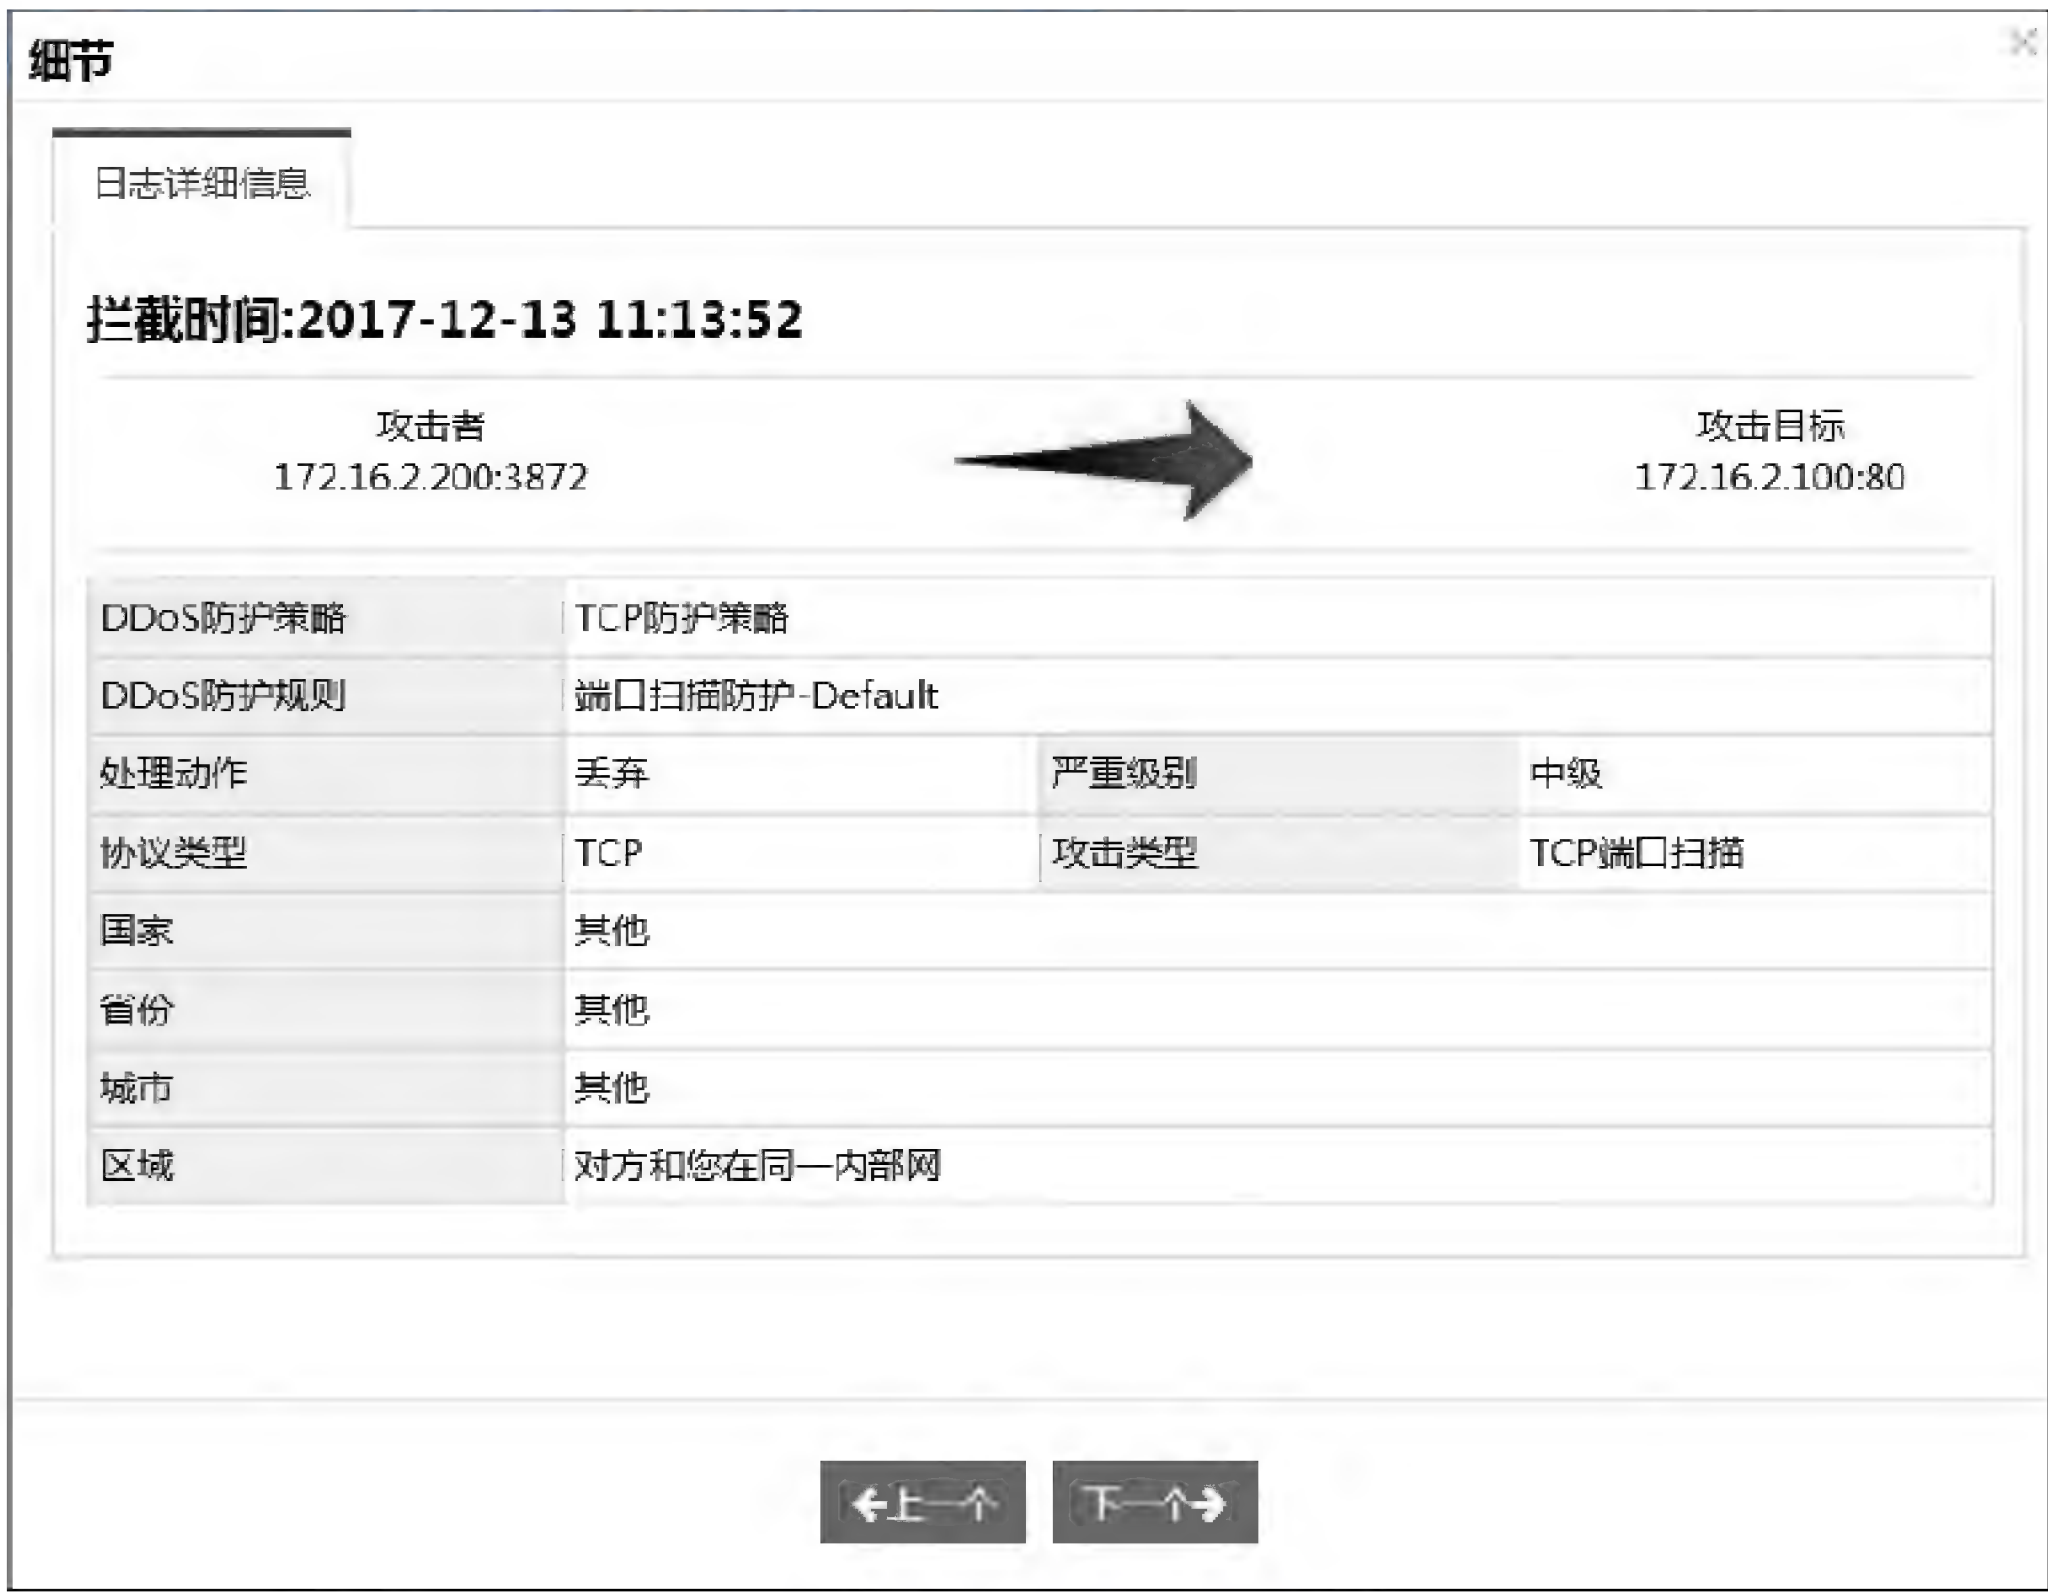 细节
日志详细信息
拦截时间:2017-12-13 11:13:52
攻击者
172.16.2.200:3872
攻击目标
172.16.2.100:80
DDoS防护策略 TCP防护策略
DDoS防护规则 端口扫描防护-Default
处理动作 丢弃 严重级别 中级
协议类型 TCP 攻击类型 TCP端口扫描
国家 其他
省份 其他
城市 其他
区域 对方和您在同一内部网
上一个 下一个